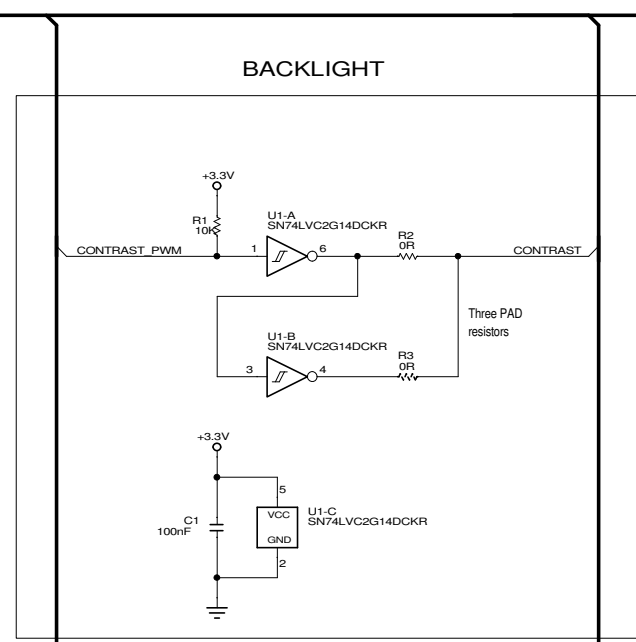 BACKLIGHT
+3.3V
R1
10K
U1-A
SN74LVC2G14DCKR
CONTRAST_PWM
1
6
R2
0R
CONTRAST
Three PAD
resistors
U1-B
SN74LVC2G14DCKR
3
4
R3
0R
+3.3V
5
C1
100nF
VCC
GND
U1-C
SN74LVC2G14DCKR
2